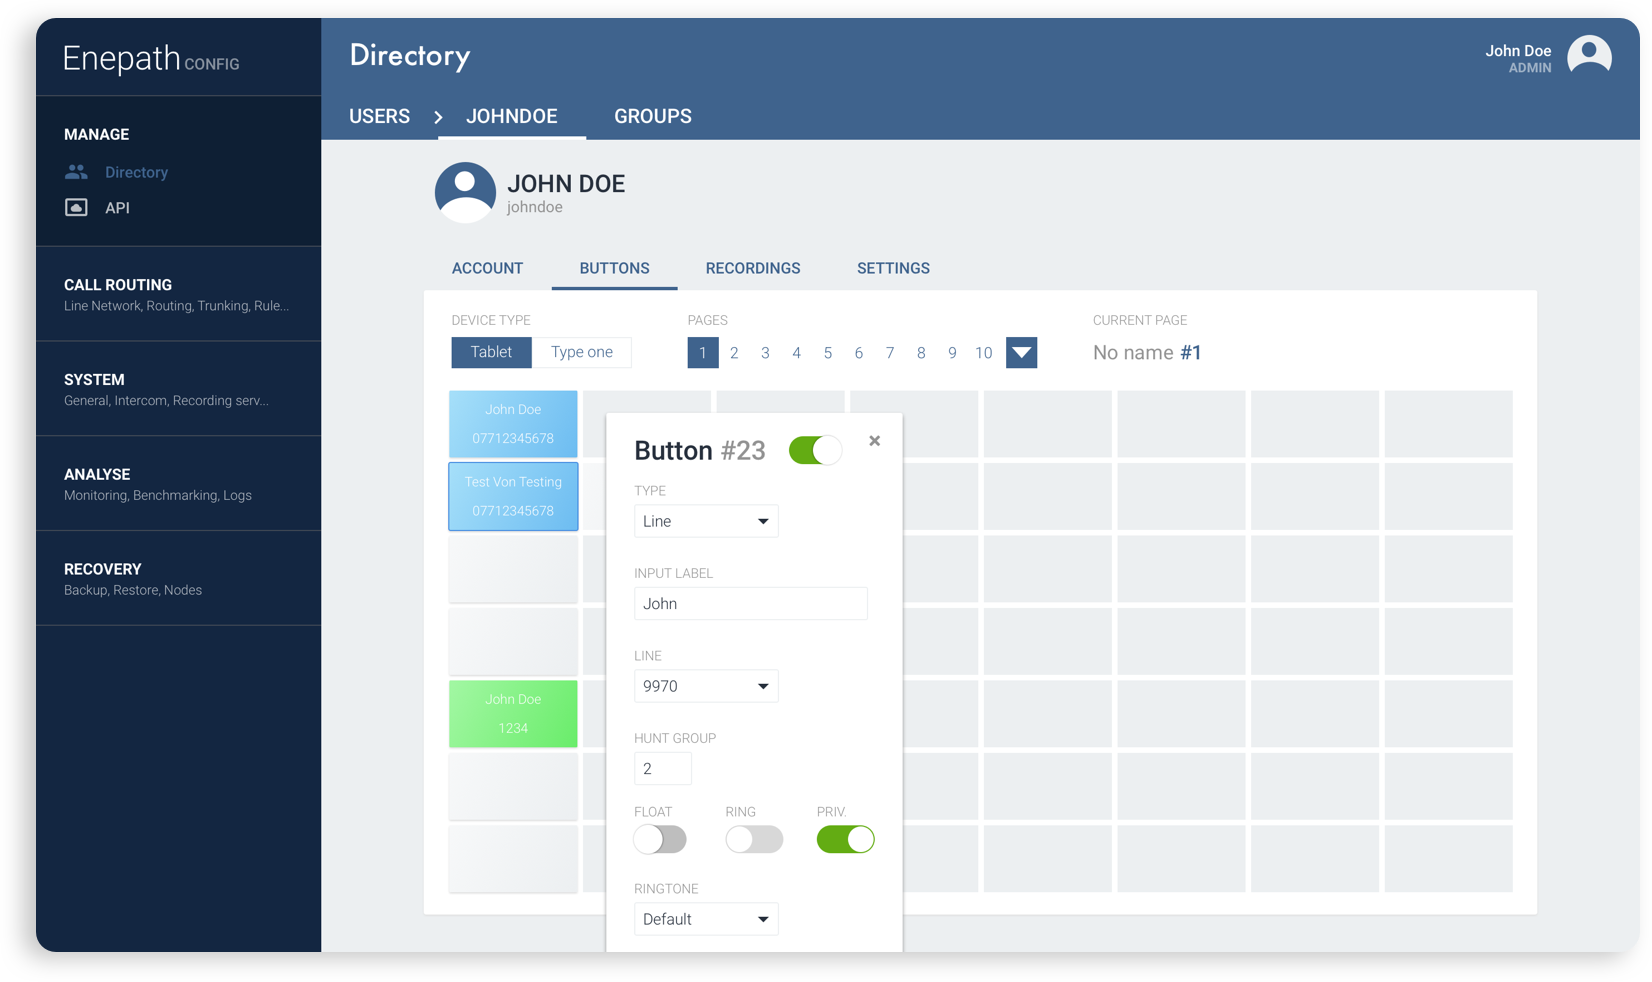 Enepath CONFIG
MANAGE
Directory
API
CALL ROUTING
Line Network, Routing, Trunking, Rule...
SYSTEM
General, Intercom, Recording serv...
ANALYSE
Monitoring, Benchmarking, Logs
RECOVERY
Backup, Restore, Nodes
Directory
John Doe
ADMIN
USERS > JOHNDOE GROUPS
JOHN DOE
johndoe
ACCOUNT BUTTONS RECORDINGS SETTINGS
DEVICE TYPE PAGES CURRENT PAGE
Tablet Type one 1 2 3 4 5 6 7 8 9 10 No name #1
John Doe
07712345678
Test Von Testing
07712345678
John Doe
1234
Button #23 ×
TYPE
Line
INPUT LABEL
John
LINE
9970
HUNT GROUP
2
FLOAT RING PRIV.
RINGTONE
Default